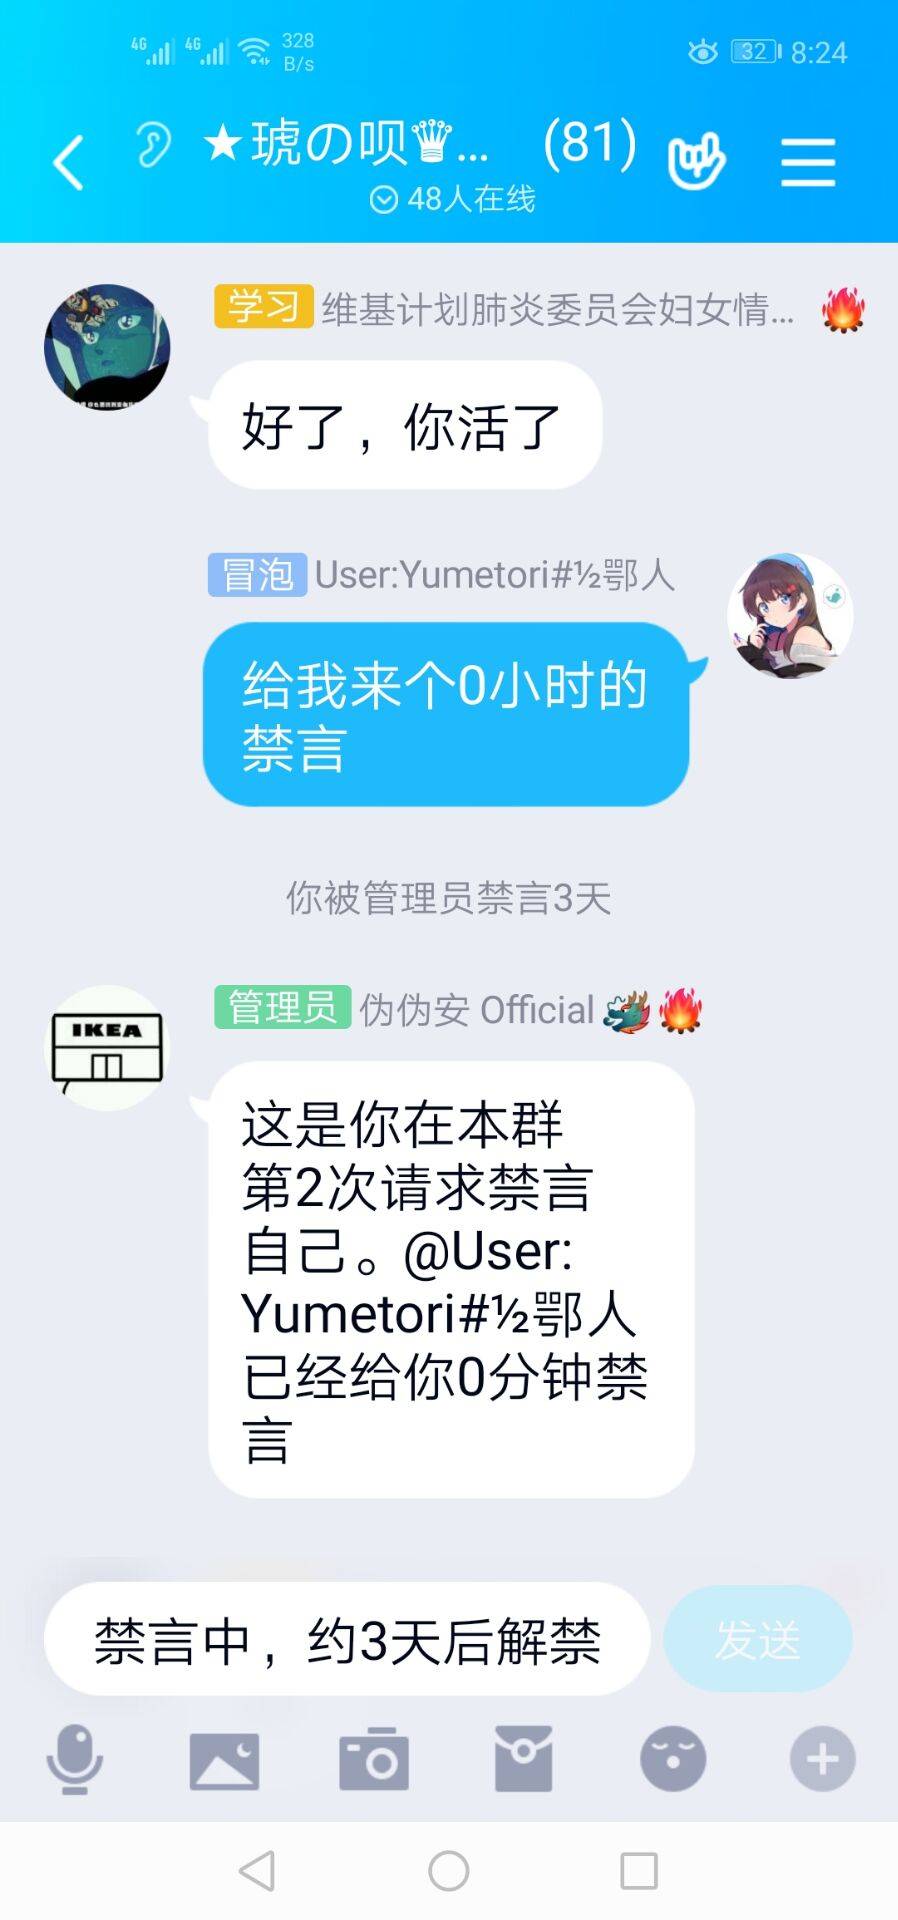 4G 4G 328 B/s 32 8:24
★琥の呗♛... (81)
48人在线
学习 维基计划肺炎委员会妇女情...
好了，你活了
冒泡 User:Yumetori#½鄂人
给我来个0小时的
禁言
你被管理员禁言3天
IKEA
管理员 伪伪安 Official 🐲🔥
这是你在本群
第2次请求禁言
自己。@User:
Yumetori#½鄂人
已经给你0分钟禁
言
禁言中，约3天后解禁 发送